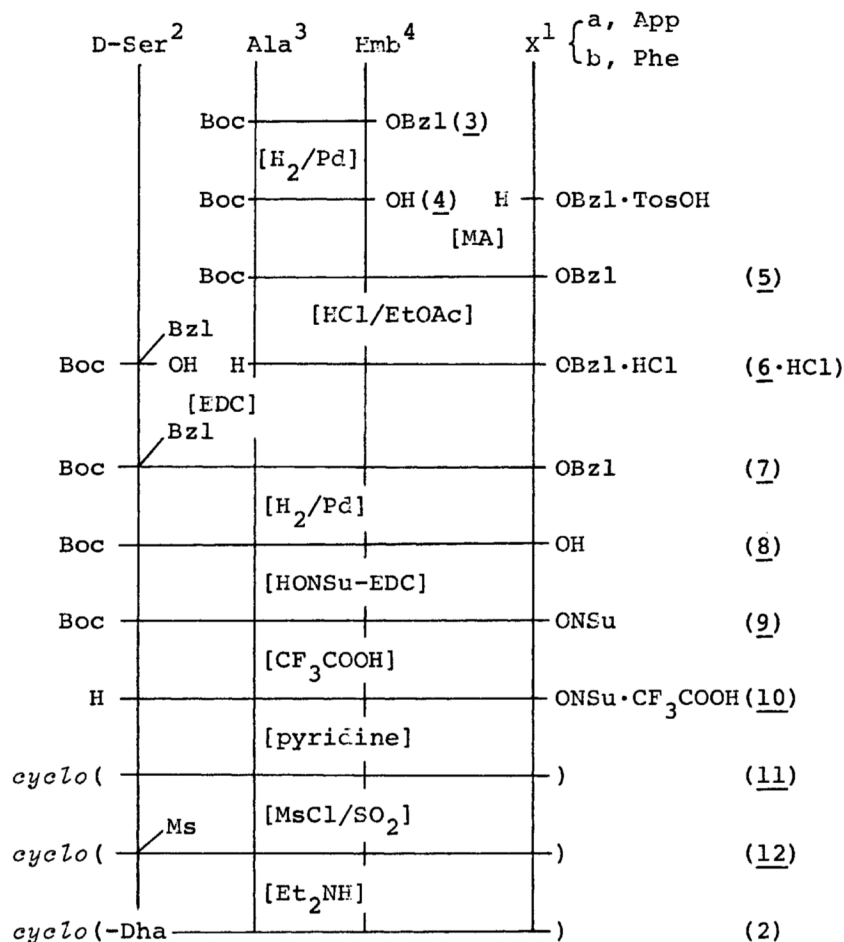 a, App
D-Ser² Ala³ Hmb⁴ X¹
b, Phe
Boc OBzl(3)
[H₂/Pd]
Boc OH(4) H OBzl·TosOH
[MA]
Boc OBzl (5)
[HCl/EtOAc]
Bzl
Boc OH H OBzl·HCl (6·HCl)
[EDC]
Bzl
Boc OBzl (7)
[H₂/Pd]
Boc OH (8)
[HONSu-EDC]
Boc ONSu (9)
[CF₃COOH]
H ONSu·CF₃COOH(10)
[pyridine]
cyclo( ) (11)
[MsCl/SO₂]
Ms
cyclo( ) (12)
[Et₂NH]
cyclo(-Dha ) (2)